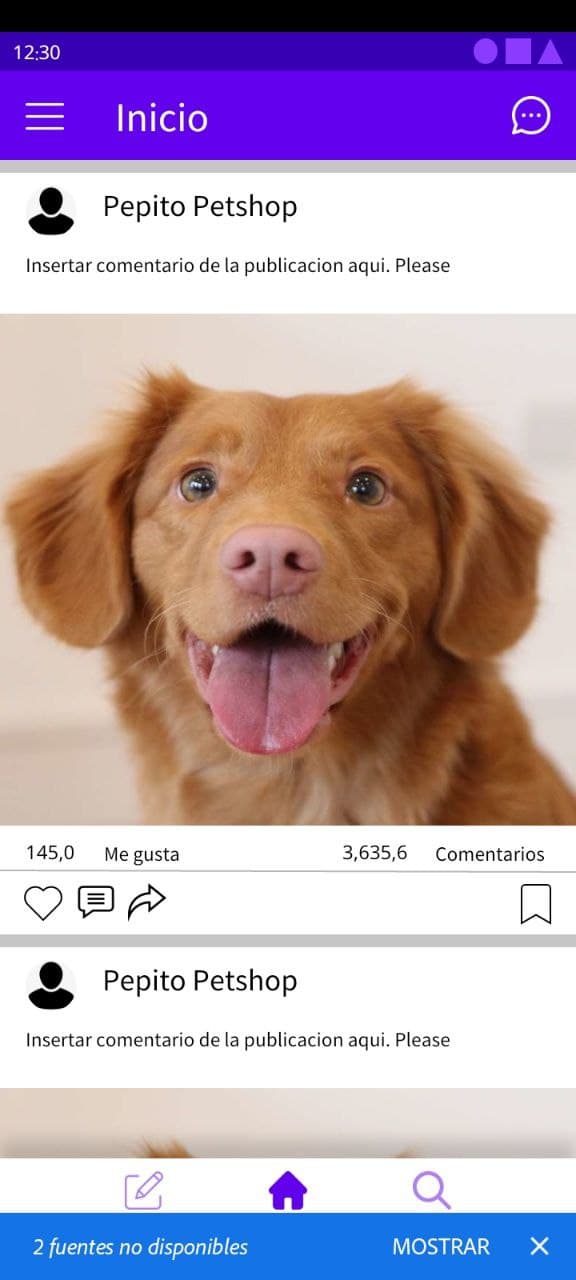 12:30
Inicio
Pepito Petshop
Insertar comentario de la publicacion aqui. Please
145,0 Me gusta 3,635,6 Comentarios
Pepito Petshop
Insertar comentario de la publicacion aqui. Please
2 fuentes no disponibles MOSTRAR